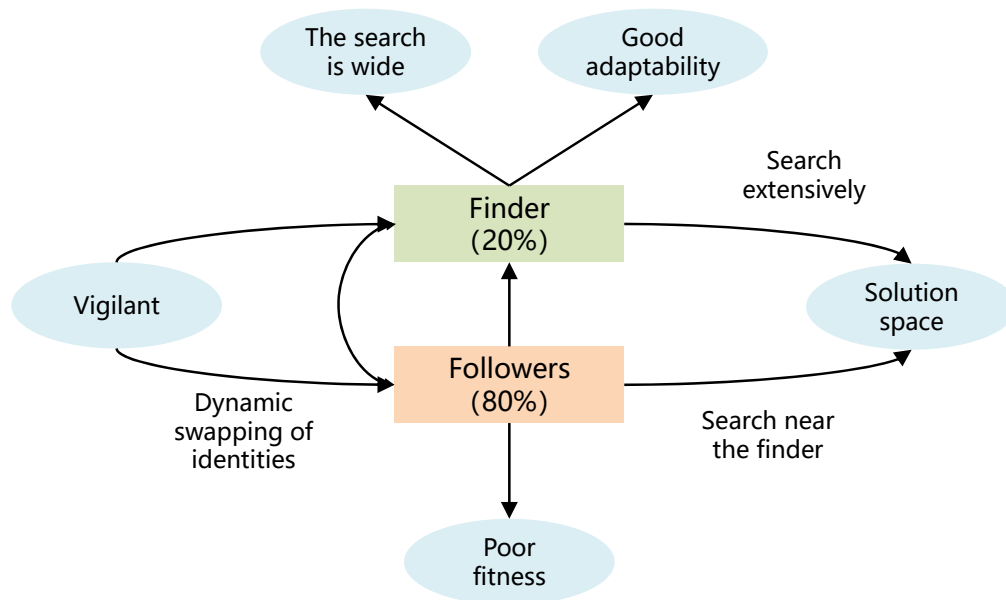 The search
is wide
Good
adaptability
Search
extensively
Finder
(20%)
Vigilant
Solution
space
Followers
(80%)
Dynamic
swapping of
identities
Search near
the finder
Poor
fitness